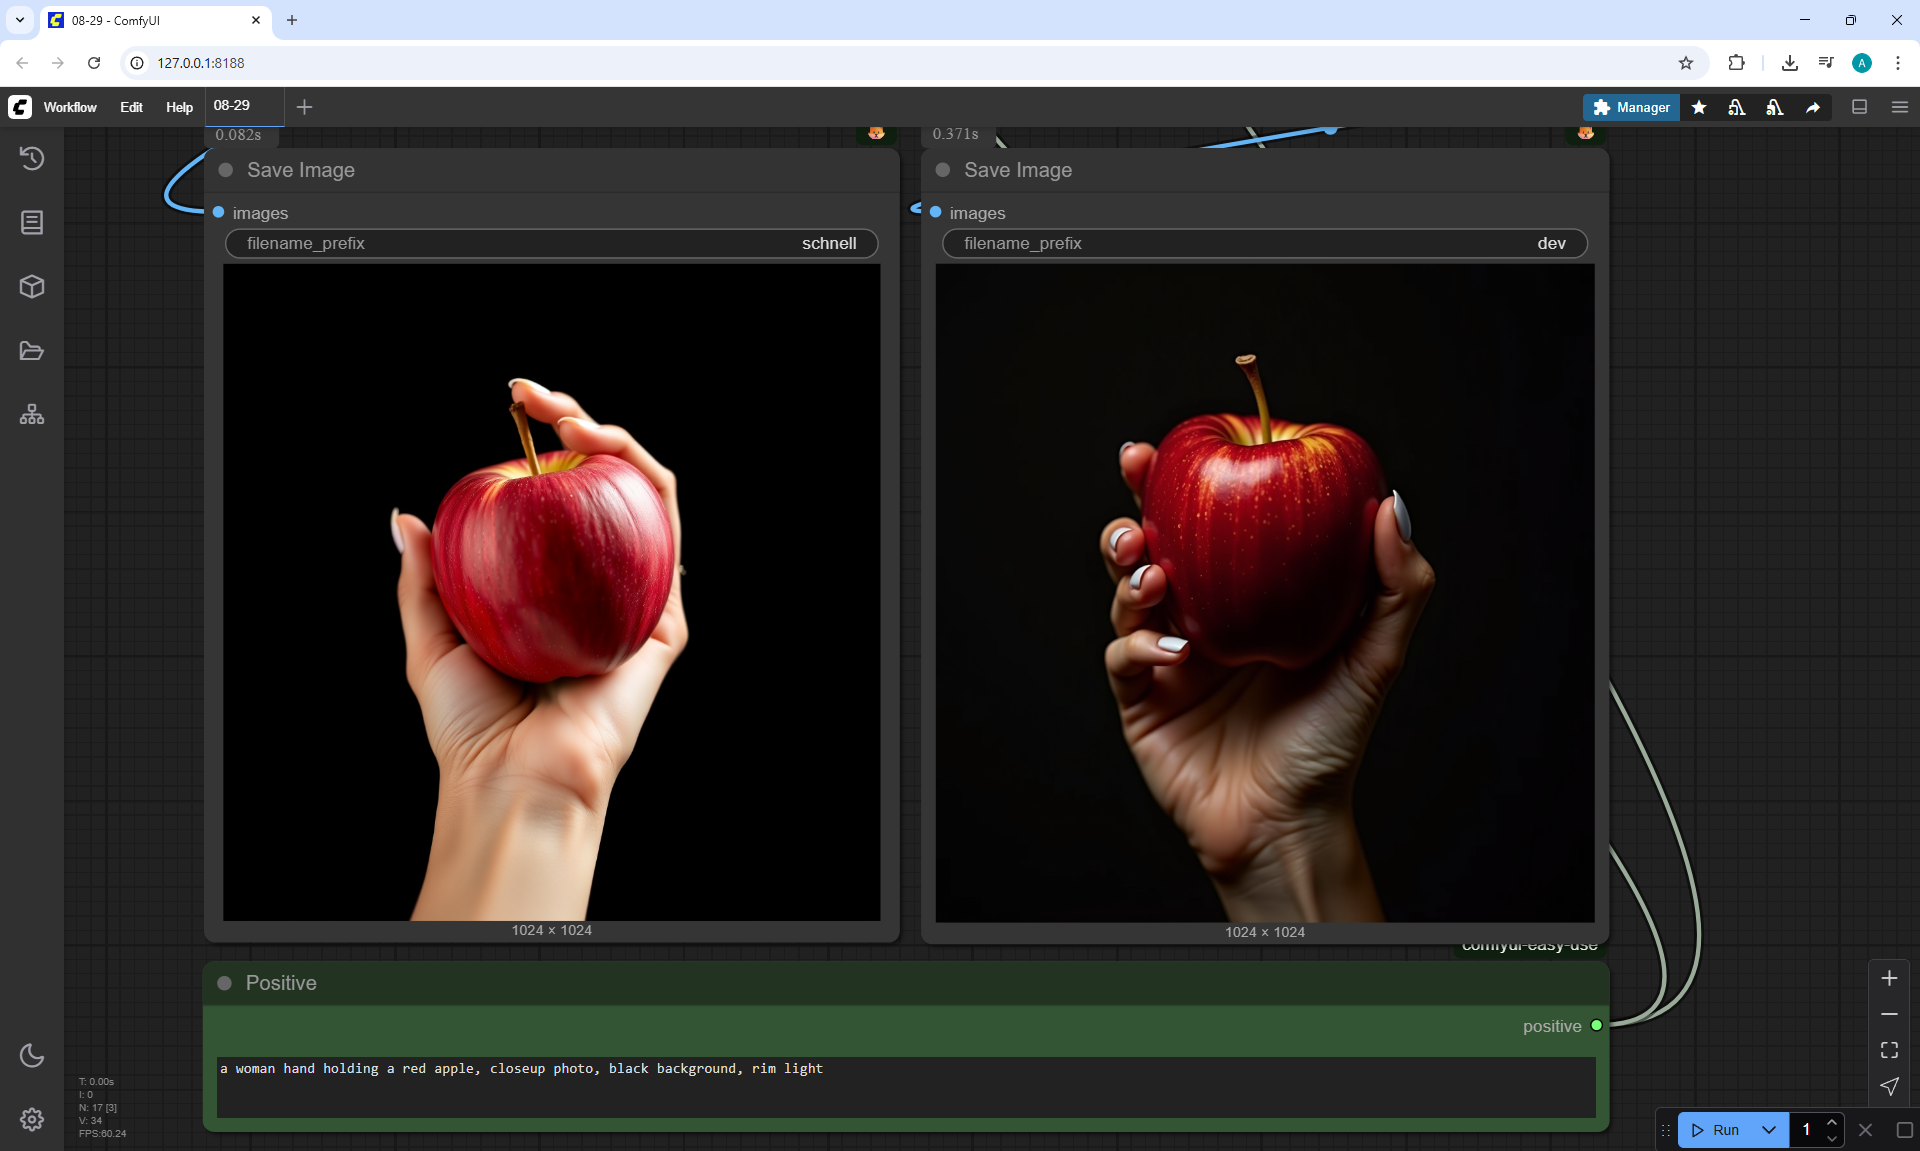 08-29 - ComfyUI
127.0.0.1:8188
Workflow Edit Help 08-29 Manager
0.082s 0.371s
Save Image
images
filename_prefix schnell
1024 × 1024
Save Image
images
filename_prefix dev
1024 × 1024
comfyui-easy-use
Positive
positive
a woman hand holding a red apple, closeup photo, black background, rim light
T: 0.00s
I: 0
N: 17 [3]
V: 34
FPS:60.24
Run 1
A